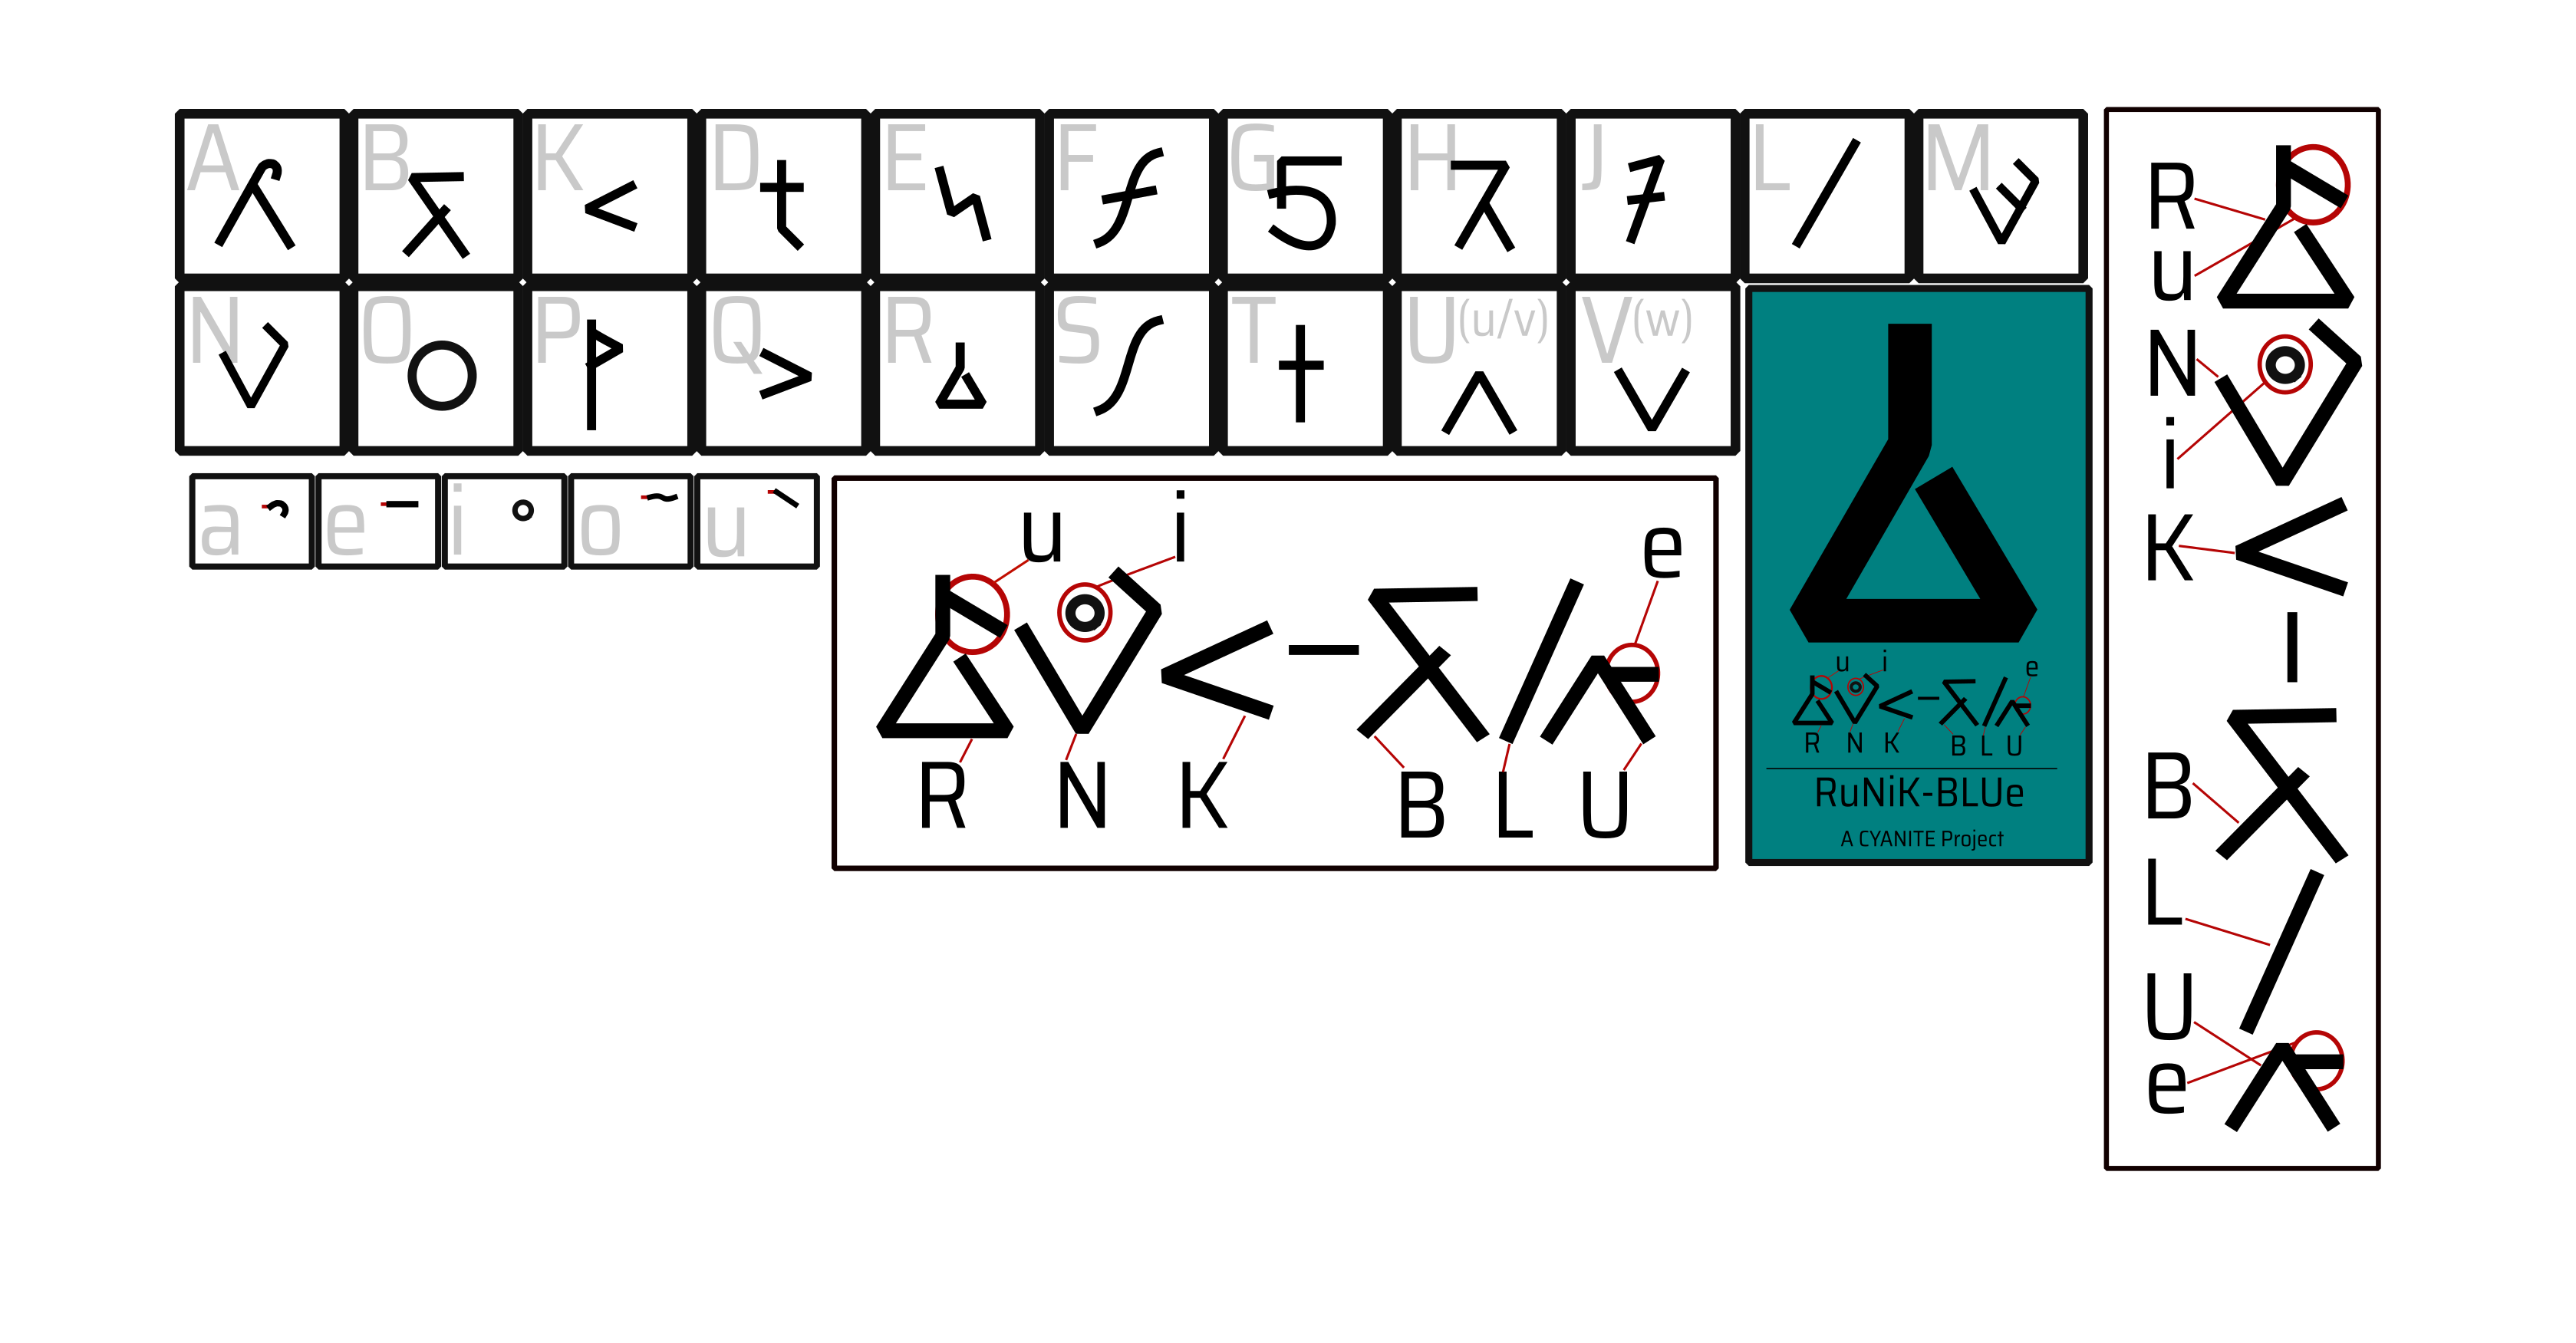 A B K D E F G H J L M
N O P Q R S T U(u/v) V(w)
a e i o u
u i e
R N K B L U
u i e
R N K B L U
RuNiK-BLUe
A CYANITE Project
R
u
N
i
K
B
L
U
e